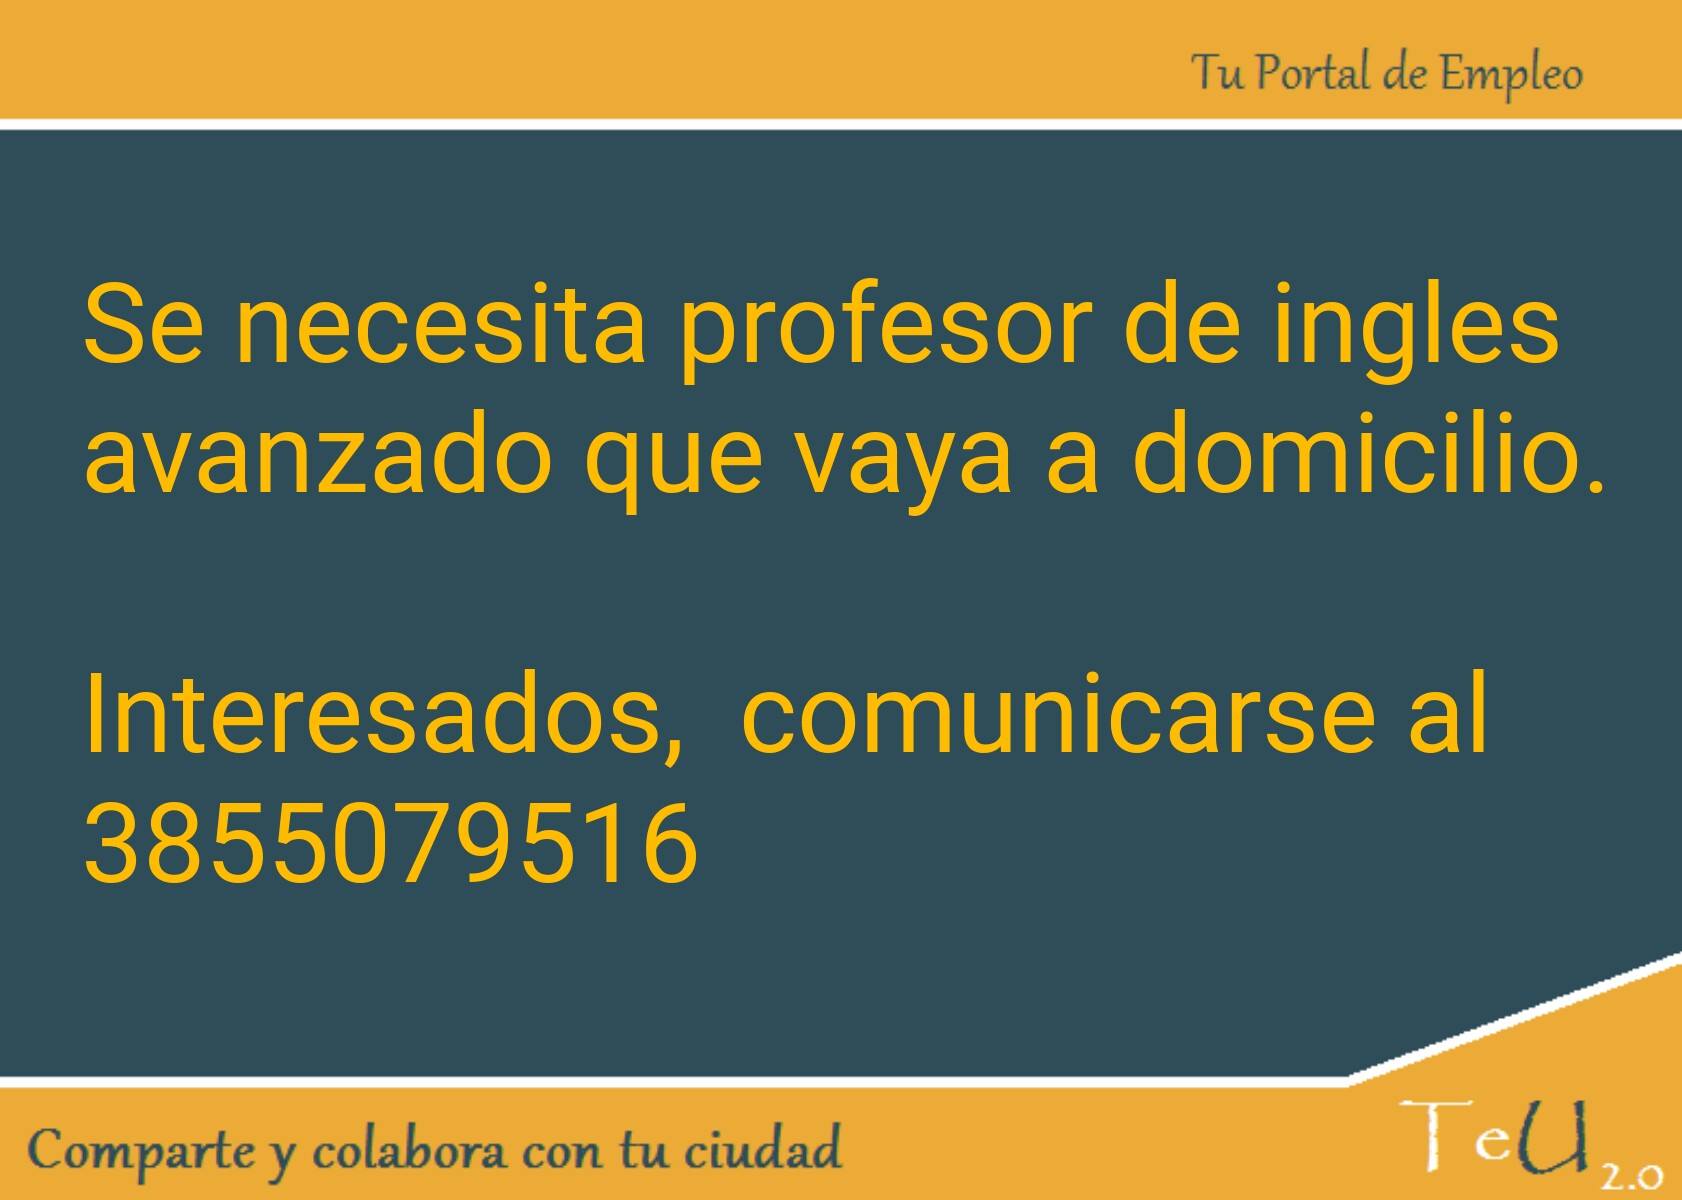 Tu Portal de Empleo
Se necesita profesor de ingles
avanzado que vaya a domicilio.
Interesados,  comunicarse al
3855079516
Comparte y colabora con tu ciudad
TeU 2.0